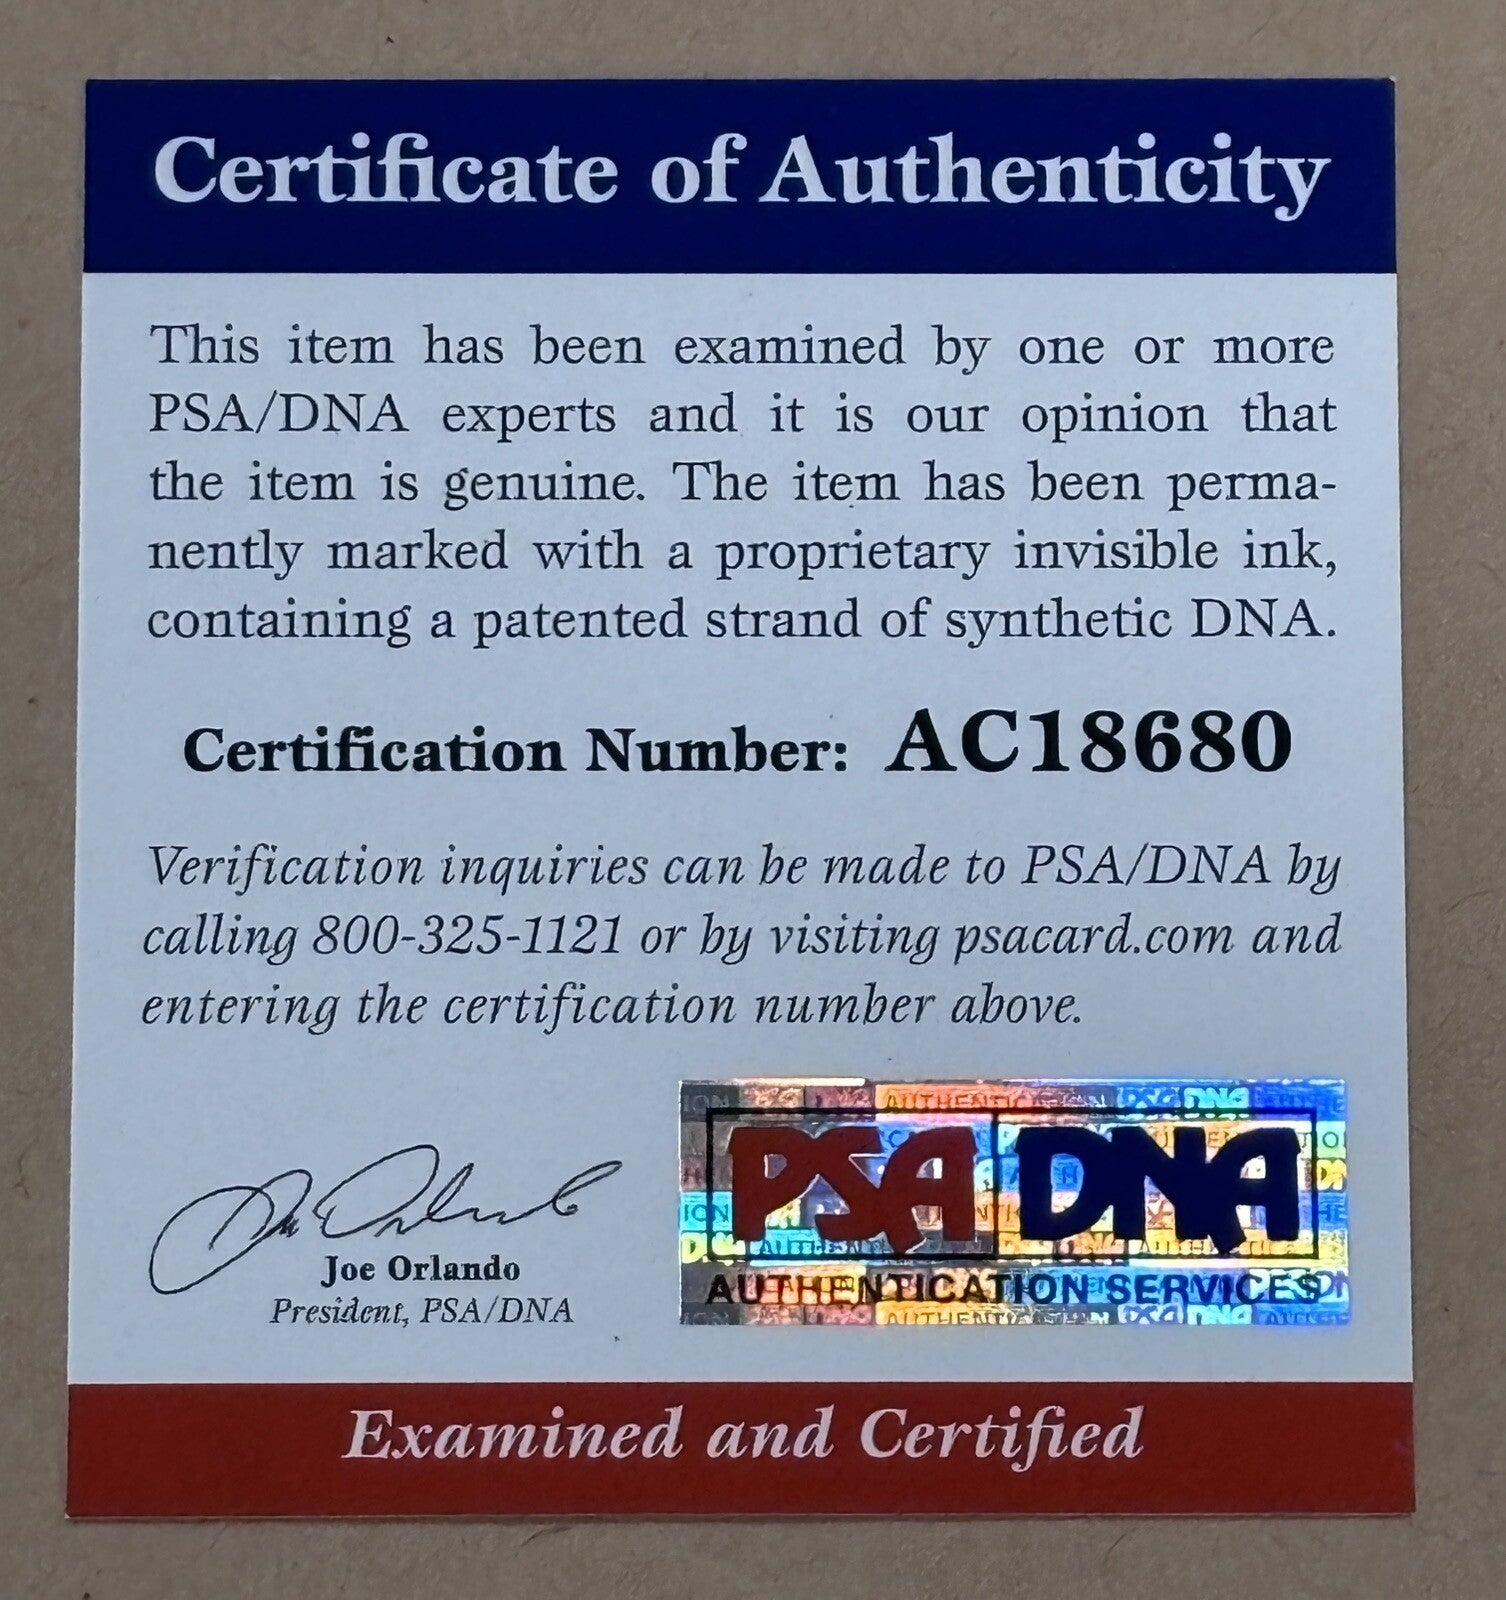 Certificate of Authenticity
This item has been examined by one or more
PSA/DNA experts and it is our opinion that
the item is genuine. The item has been perma-
nently marked with a proprietary invisible ink,
containing a patented strand of synthetic DNA.
Certification Number: AC18680
Verification inquiries can be made to PSA/DNA by
calling 800-325-1121 or by visiting psacard.com and
entering the certification number above.
Joe Orlando
President, PSA/DNA
PSA DNA
AUTHENTICATION SERVICES
Examined and Certified